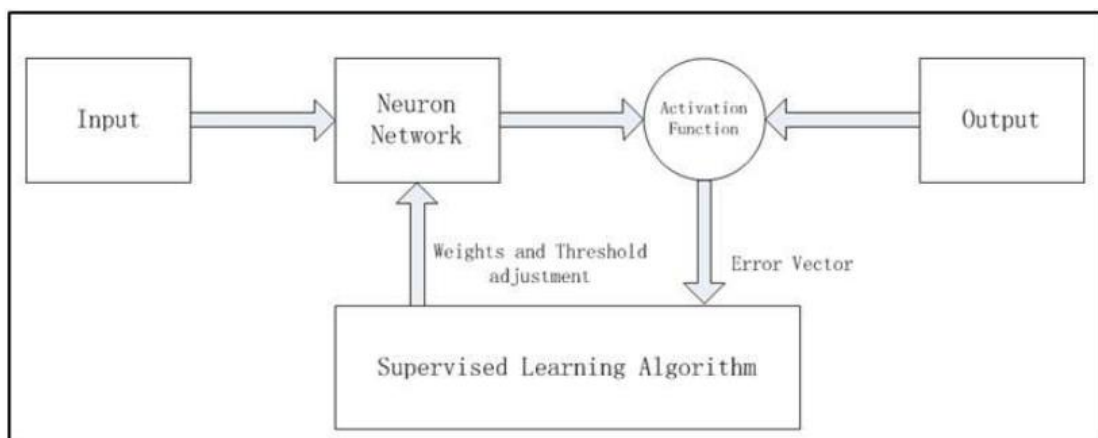 Input
Neuron
Network
Activation
Function
Output
Weights and Threshold
adjustment
Error Vector
Supervised Learning Algorithm